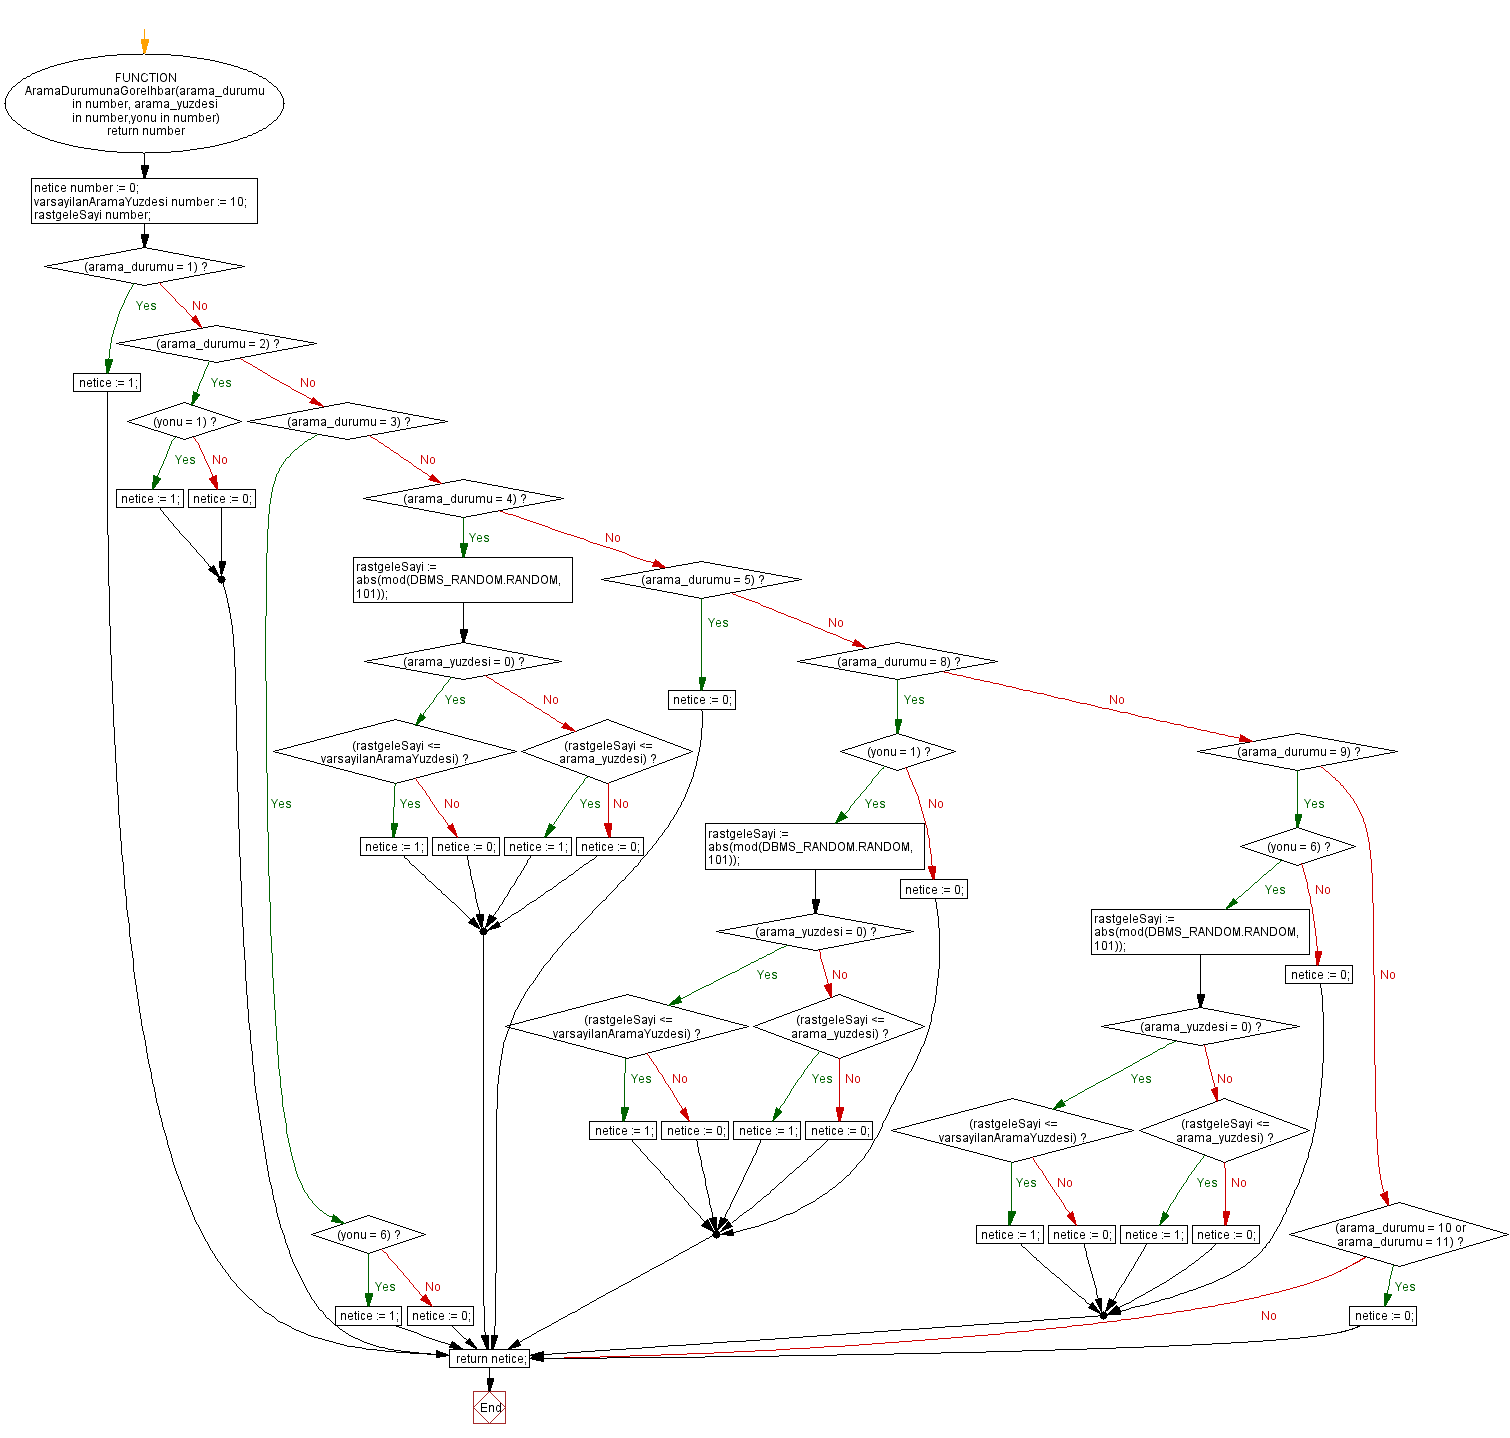 FUNCTION
AramaDurumunaGoreIhbar(arama_durumu
in number, arama_yuzdesi
in number,yonu in number)
return number
netice number := 0;
varsayilanAramaYuzdesi number := 10;
rastgeleSayi number;
(arama_durumu = 1) ?
Yes
No
(arama_durumu = 2) ?
netice := 1;
Yes
No
(yonu = 1) ?
(arama_durumu = 3) ?
Yes
No
No
netice := 1;
netice := 0;
(arama_durumu = 4) ?
Yes
No
rastgeleSayi :=
abs(mod(DBMS_RANDOM.RANDOM,
101));
(arama_durumu = 5) ?
Yes
No
(arama_yuzdesi = 0) ?
(arama_durumu = 8) ?
Yes
No
netice := 0;
Yes
No
(rastgeleSayi <=
varsayilanAramaYuzdesi) ?
(rastgeleSayi <=
arama_yuzdesi) ?
(yonu = 1) ?
(arama_durumu = 9) ?
Yes
Yes
No
Yes
No
Yes
No
Yes
netice := 1;
netice := 0;
netice := 1;
netice := 0;
rastgeleSayi :=
abs(mod(DBMS_RANDOM.RANDOM,
101));
(yonu = 6) ?
netice := 0;
Yes
No
(arama_yuzdesi = 0) ?
rastgeleSayi :=
abs(mod(DBMS_RANDOM.RANDOM,
101));
Yes
No
netice := 0;
No
(rastgeleSayi <=
varsayilanAramaYuzdesi) ?
(rastgeleSayi <=
arama_yuzdesi) ?
(arama_yuzdesi = 0) ?
Yes
No
Yes
No
Yes
No
netice := 1;
netice := 0;
netice := 1;
netice := 0;
(rastgeleSayi <=
varsayilanAramaYuzdesi) ?
(rastgeleSayi <=
arama_yuzdesi) ?
Yes
No
Yes
No
(yonu = 6) ?
netice := 1;
netice := 0;
netice := 1;
netice := 0;
(arama_durumu = 10 or
arama_durumu = 11) ?
Yes
No
Yes
netice := 1;
netice := 0;
No
netice := 0;
return netice;
End